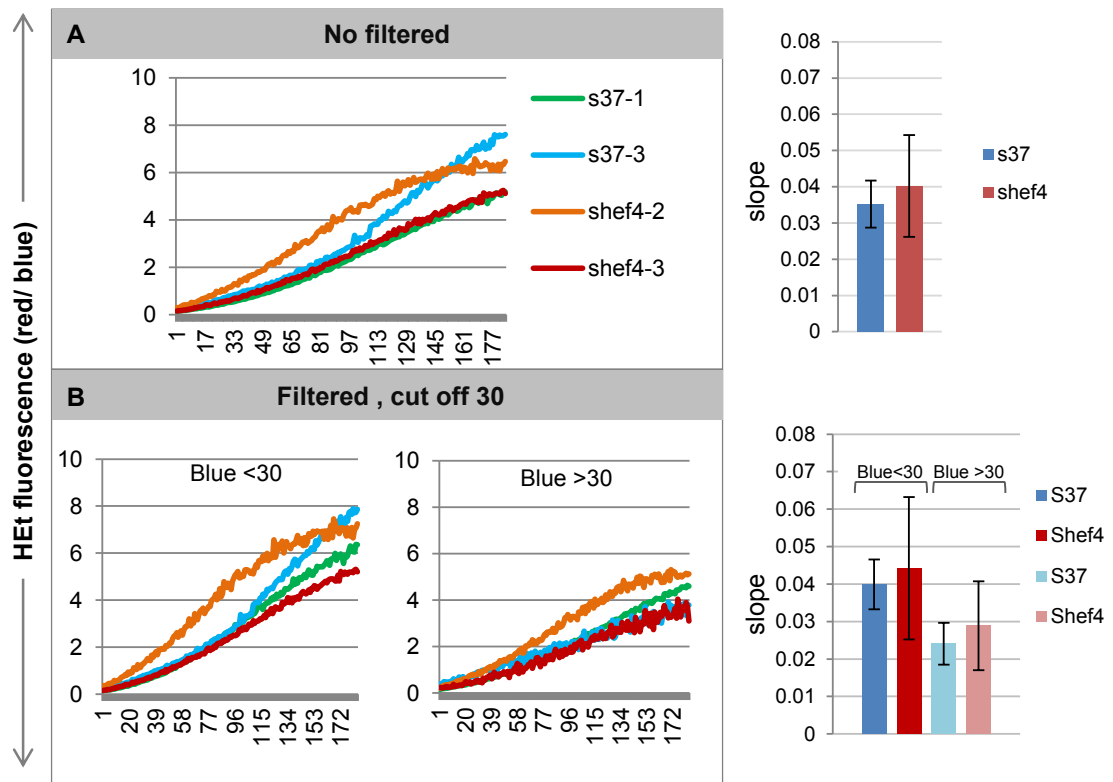 HEt fluorescence (red/ blue)
A
No filtered
10
8
6
4
2
0
1 17 33 49 65 81 97 113 129 145 161 177
s37-1
s37-3
shef4-2
shef4-3
slope
0.08
0.07
0.06
0.05
0.04
0.03
0.02
0.01
0
s37
shef4
B
Filtered , cut off 30
Blue <30
10
8
6
4
2
0
1 20 39 58 77 96 115 134 153 172
Blue >30
10
8
6
4
2
0
1 20 39 58 77 96 115 134 153 172
slope
0.08
0.07
0.06
0.05
0.04
0.03
0.02
0.01
0
Blue<30 Blue >30
S37
Shef4
S37
Shef4